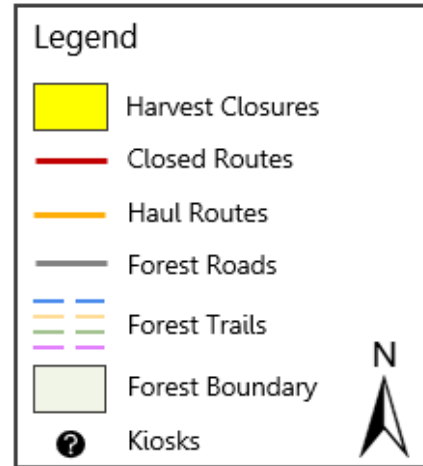 Legend
Harvest Closures
Closed Routes
Haul Routes
Forest Roads
Forest Trails
N
Forest Boundary
?
Kiosks